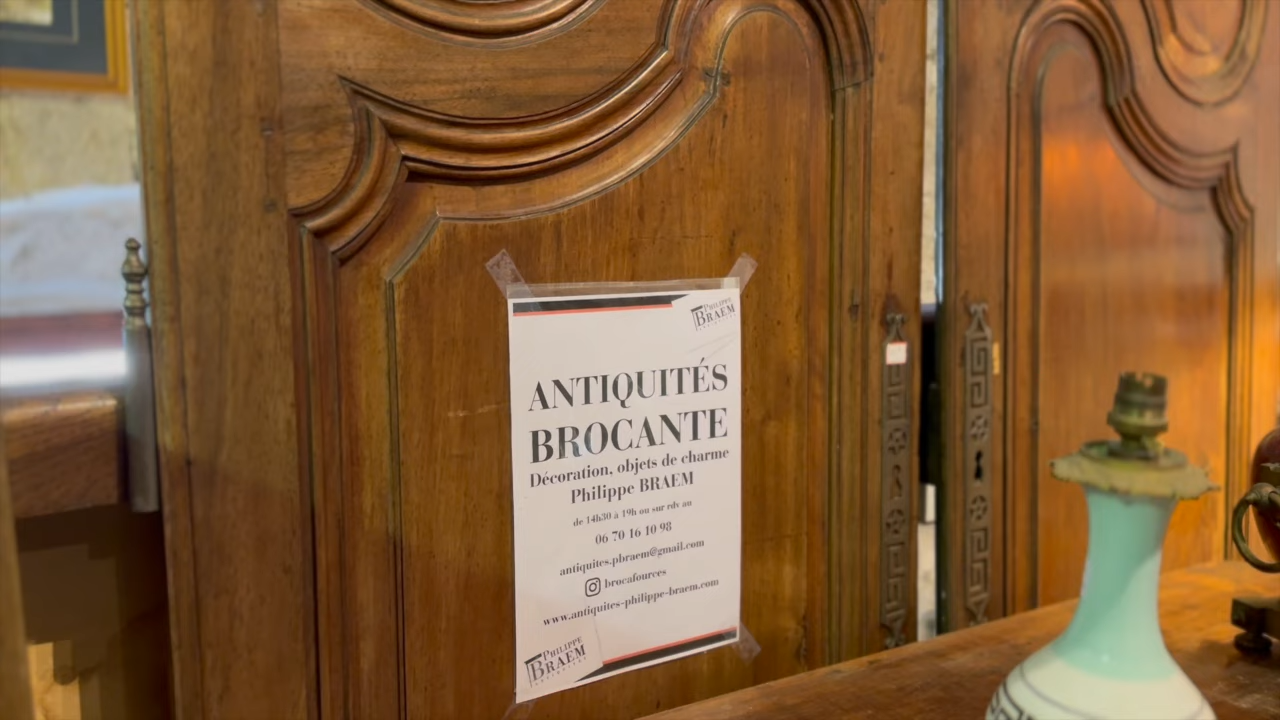 PHILIPPE
BRAEM
ANTIQUITÉS
BROCANTE
Décoration, objets de charme
Philippe BRAEM
de 14h30 à 19h ou sur rdv au
06 70 16 10 98
antiquites.pbraem@gmail.com
brocafources
www.antiquites-philippe-braem.com
PHILIPPE
BRAEM